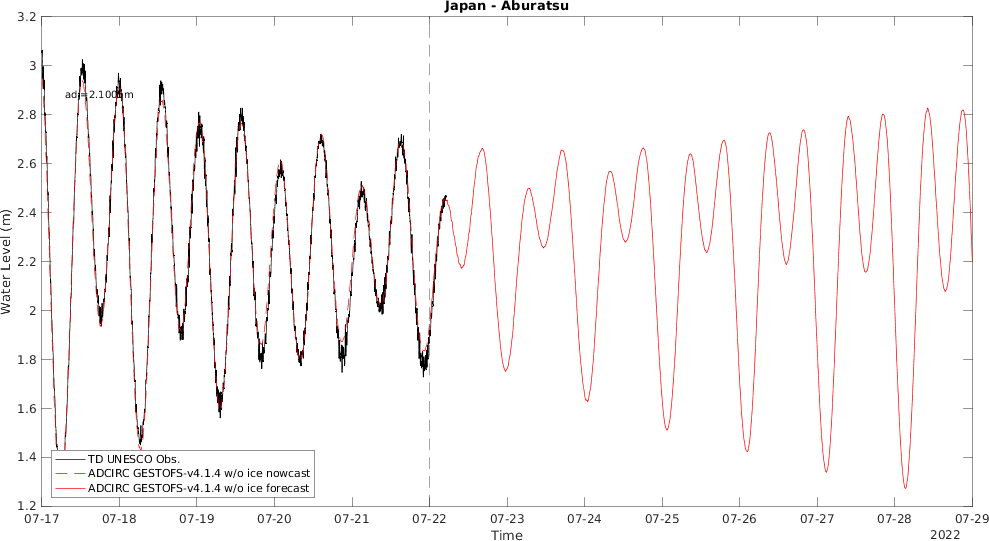 Japan - Aburatsu
3.2
3
2.8
2.6
2.4
2.2
2
1.8
1.6
1.4
1.2
Water Level (m)
TD UNESCO Obs.
ADCIRC GESTOFS-v4.1.4 w/o ice nowcast
ADCIRC GESTOFS-v4.1.4 w/o ice forecast
07-17 07-18 07-19 07-20 07-21 07-22 07-23 07-24 07-25 07-26 07-27 07-28 07-29
Time
2022